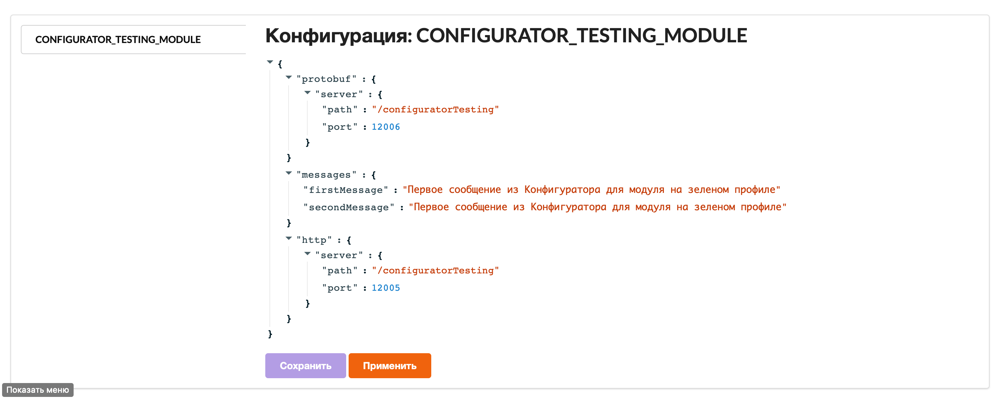 CONFIGURATOR_TESTING_MODULE
Конфигурация: CONFIGURATOR_TESTING_MODULE
{
"protobuf" : {
"server" : {
"path" : "/configuratorTesting"
"port" : 12006
}
}
"messages" : {
"firstMessage" : "Первое сообщение из Конфигуратора для модуля на зеленом профиле"
"secondMessage" : "Первое сообщение из Конфигуратора для модуля на зеленом профиле"
}
"http" : {
"server" : {
"path" : "/configuratorTesting"
"port" : 12005
}
}
}
Сохранить Применить
Показать меню